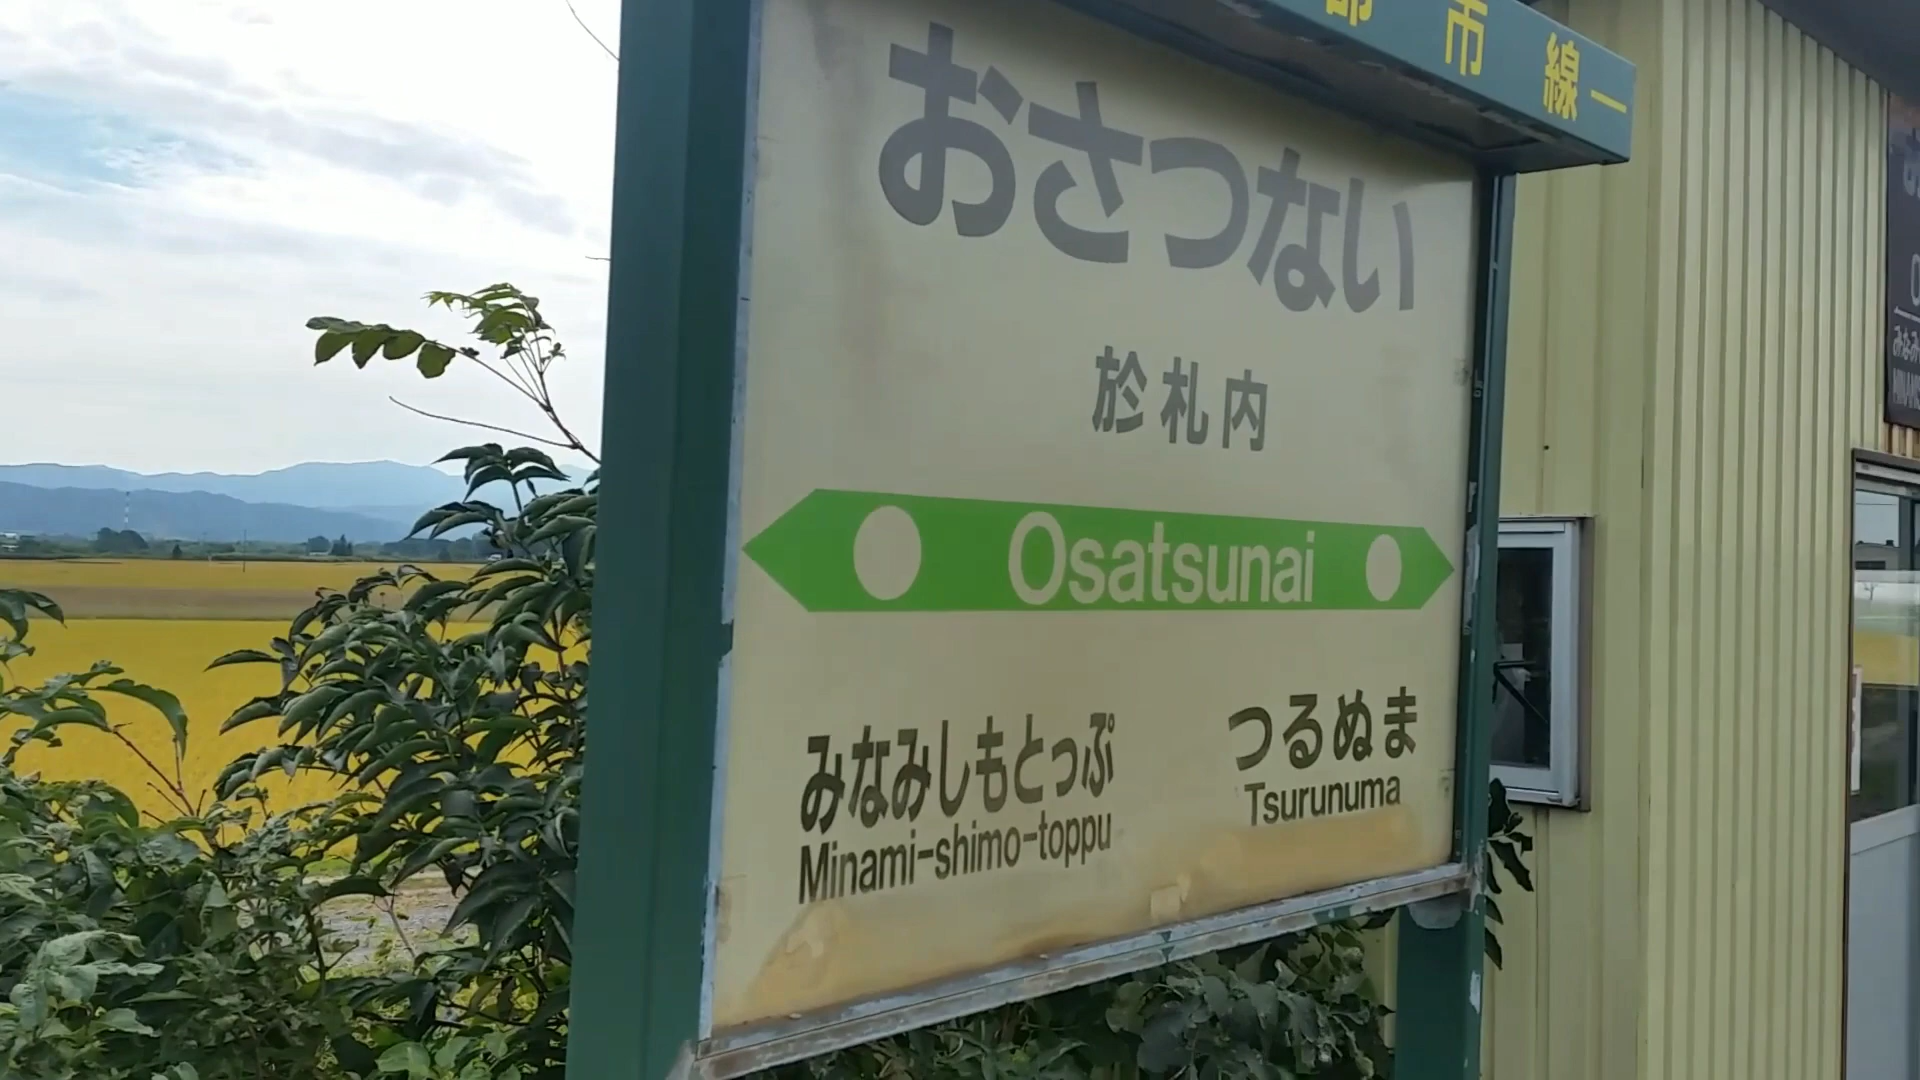 市線
おさつない
於札内
Osatsunai
みなみしもとっぷ
つるぬま
Minami-shimo-toppu
Tsurunuma